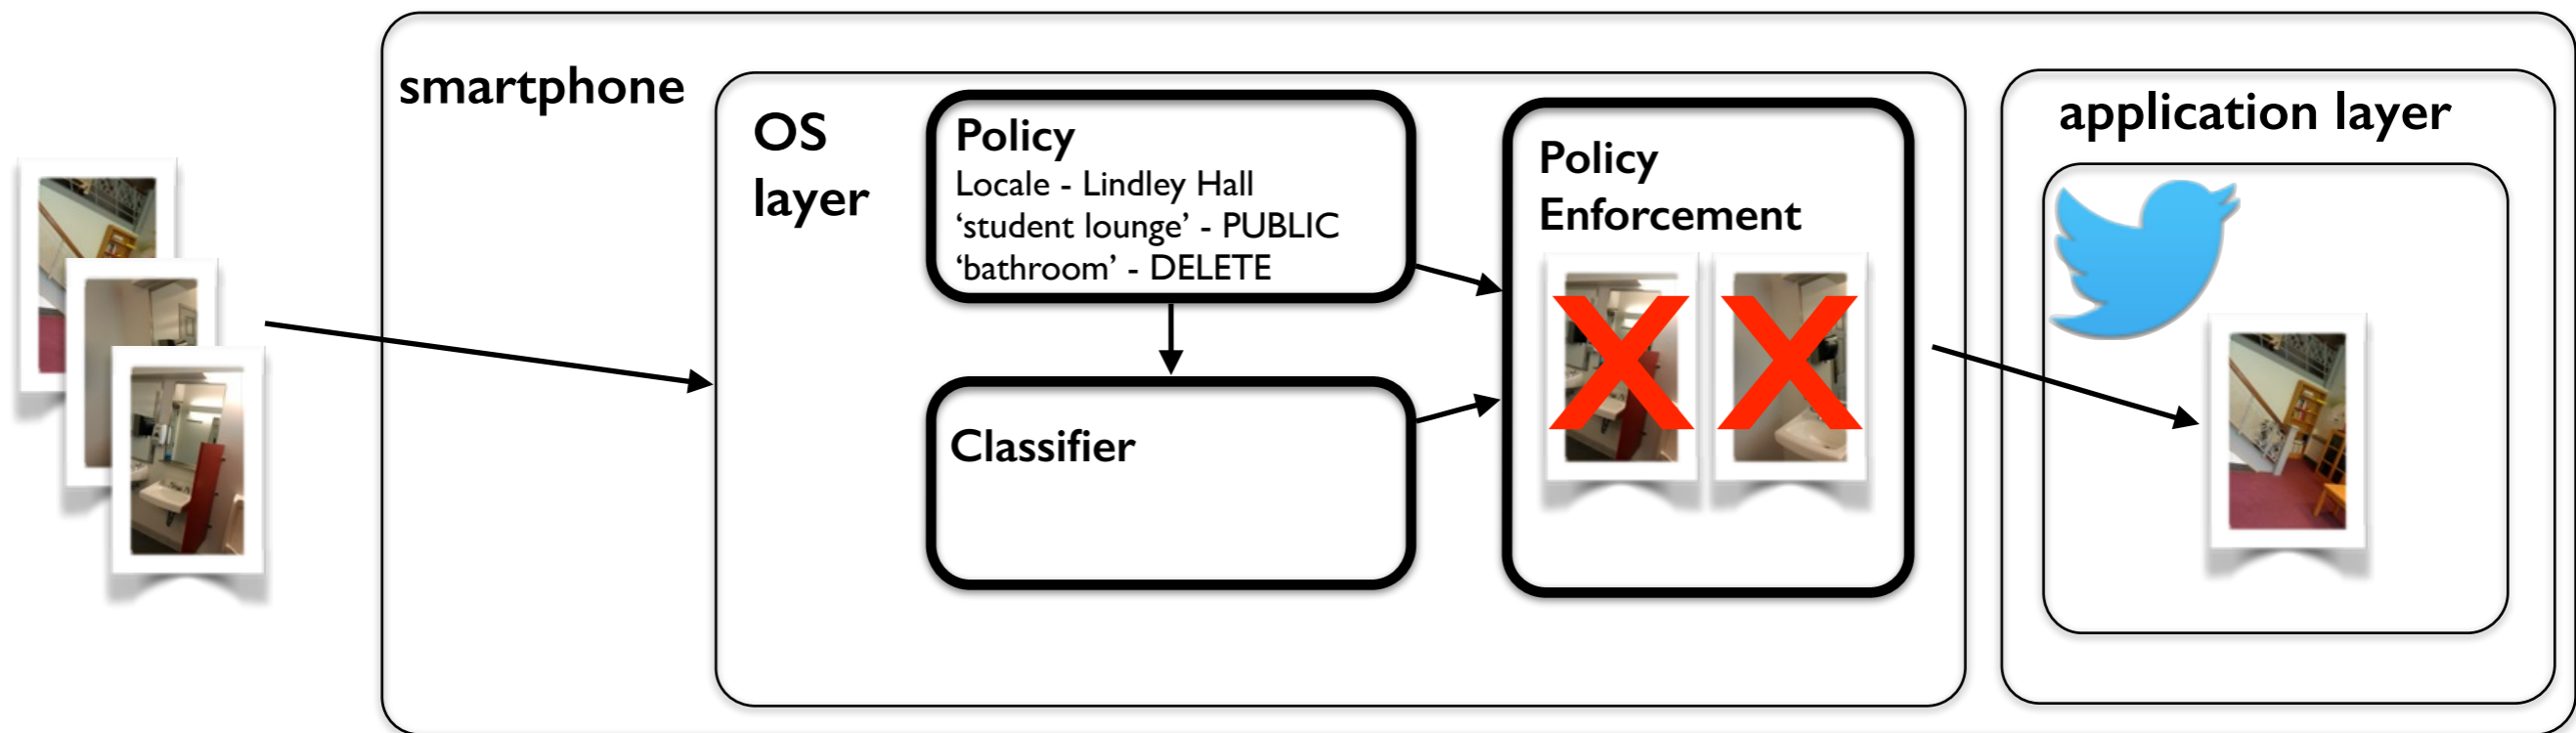 smartphone
OS
layer
Policy
Locale - Lindley Hall
‘student lounge’ - PUBLIC
‘bathroom’ - DELETE
Classifier
Policy
Enforcement
X X
application layer